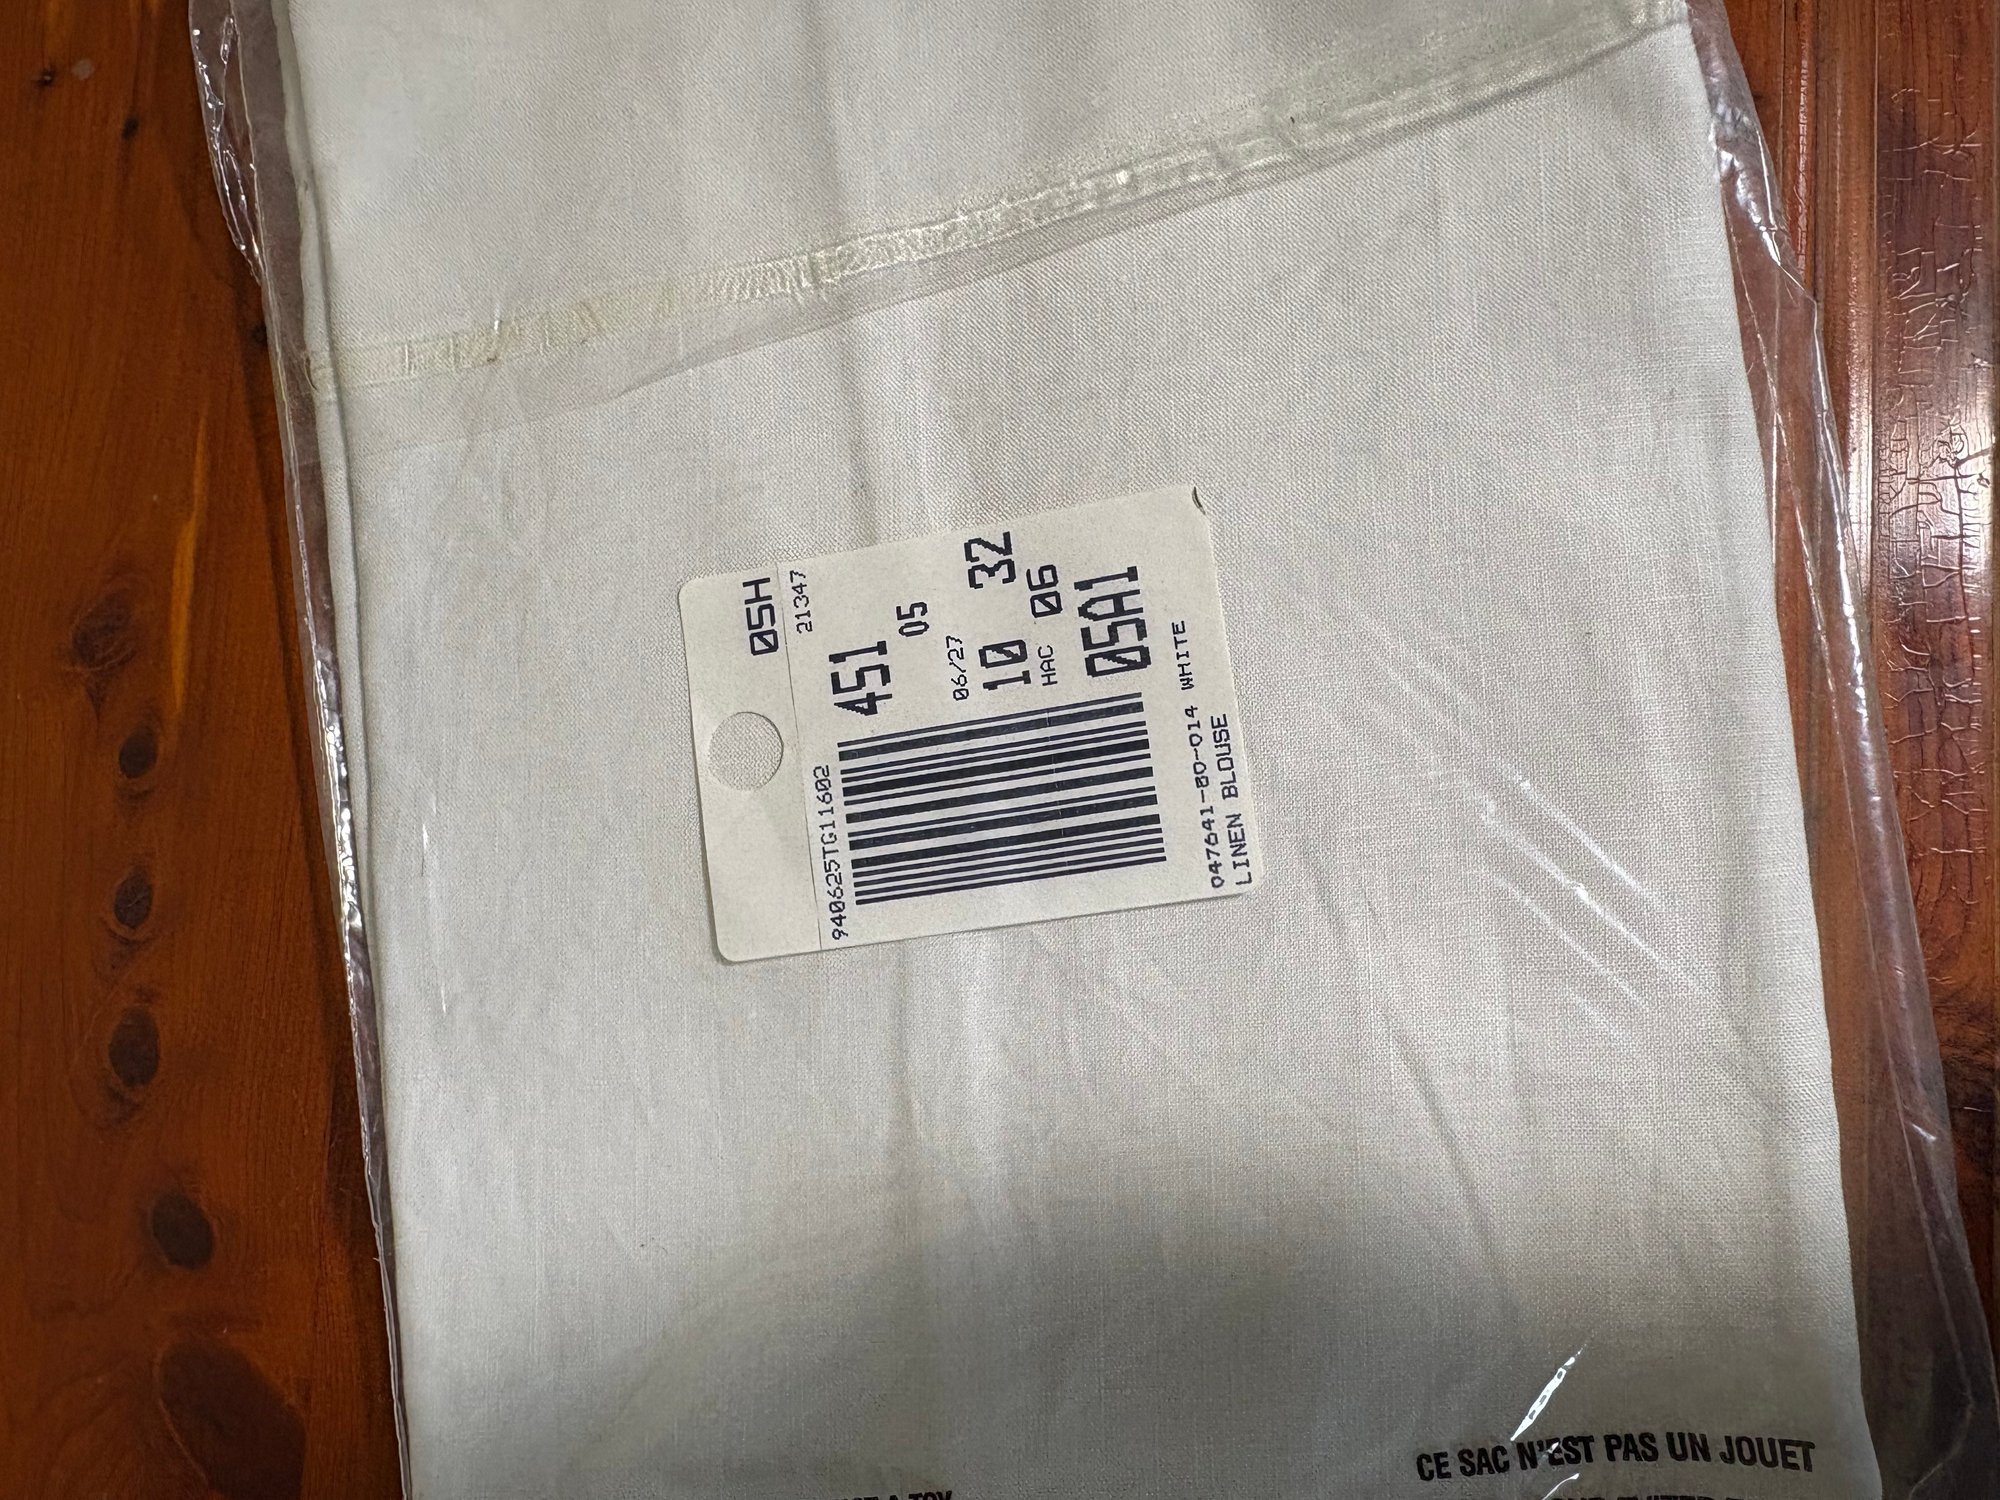 05H
21347
451
05
06/27
10 32
HAC 06
05A1
940625TG11602
047641-80-014 WHITE
LINEN BLOUSE
CE SAC N'EST PAS UN JOUET
A TOY